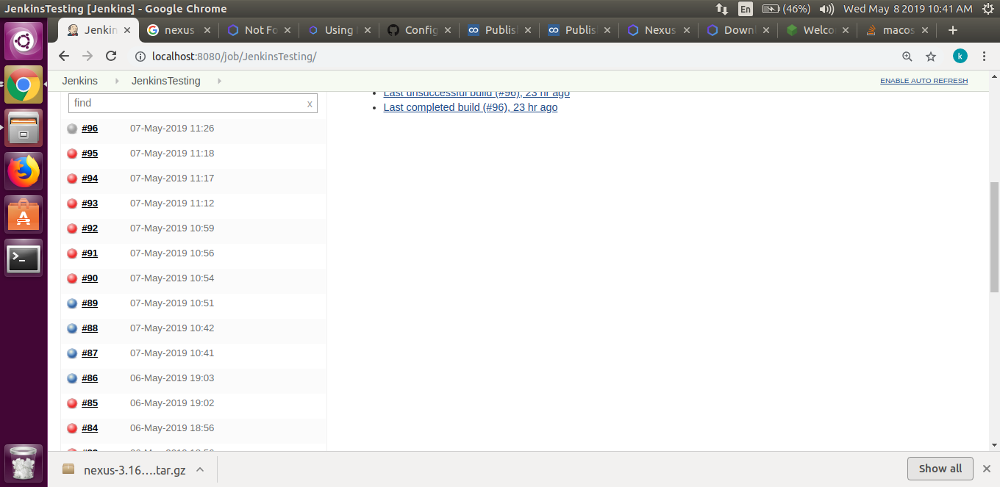 JenkinsTesting [Jenkins] - Google Chrome
En (46%) Wed May 8 2019 10:41 AM
Jenkin nexus Not Fo Using Config Publish Publis Nexus Down Welco macos
localhost:8080/job/JenkinsTesting/ k
Jenkins JenkinsTesting ENABLE AUTO REFRESH
find x
Last unsuccessful build (#96), 23 hr ago
Last completed build (#96), 23 hr ago
#96 07-May-2019 11:26
#95 07-May-2019 11:18
#94 07-May-2019 11:17
#93 07-May-2019 11:12
#92 07-May-2019 10:59
#91 07-May-2019 10:56
#90 07-May-2019 10:54
#89 07-May-2019 10:51
#88 07-May-2019 10:42
#87 07-May-2019 10:41
#86 06-May-2019 19:03
#85 06-May-2019 19:02
#84 06-May-2019 18:56
nexus-3.16....tar.gz Show all